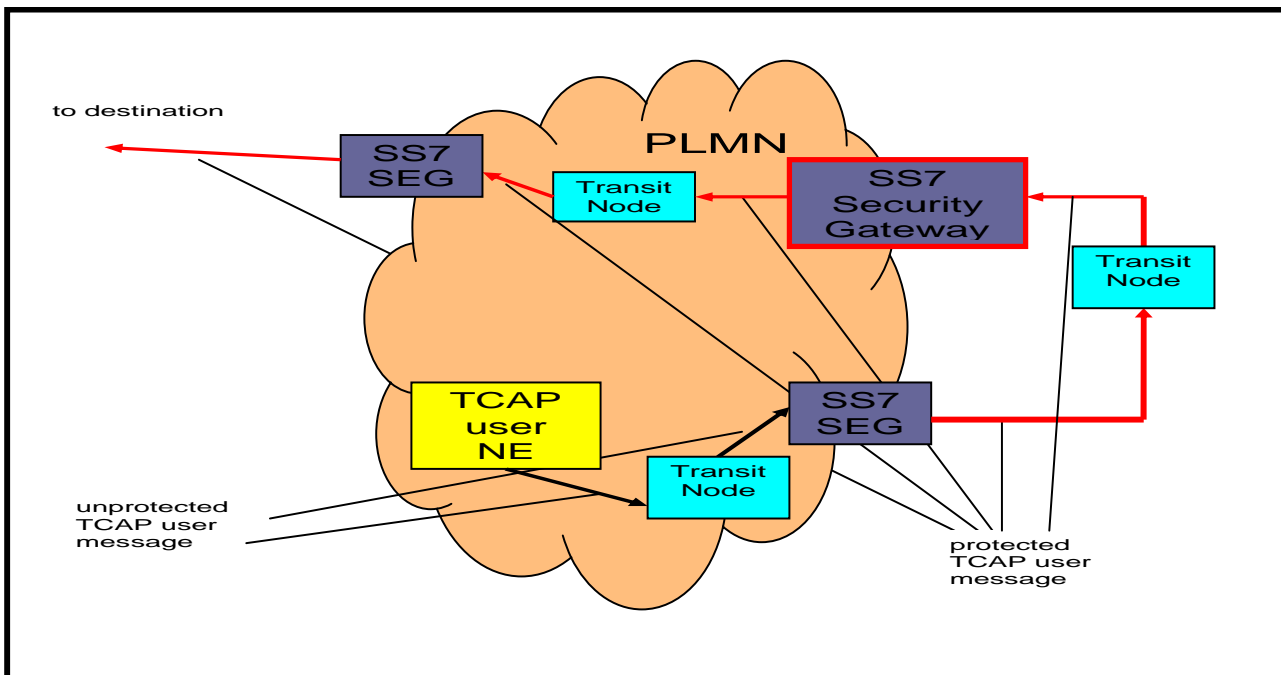 to destination
PLMN
SS7
SEG
Transit
Node
SS7
Security
Gateway
Transit
Node
TCAP
user
NE
SS7
SEG
Transit
Node
unprotected
TCAP user
message
protected
TCAP user
message